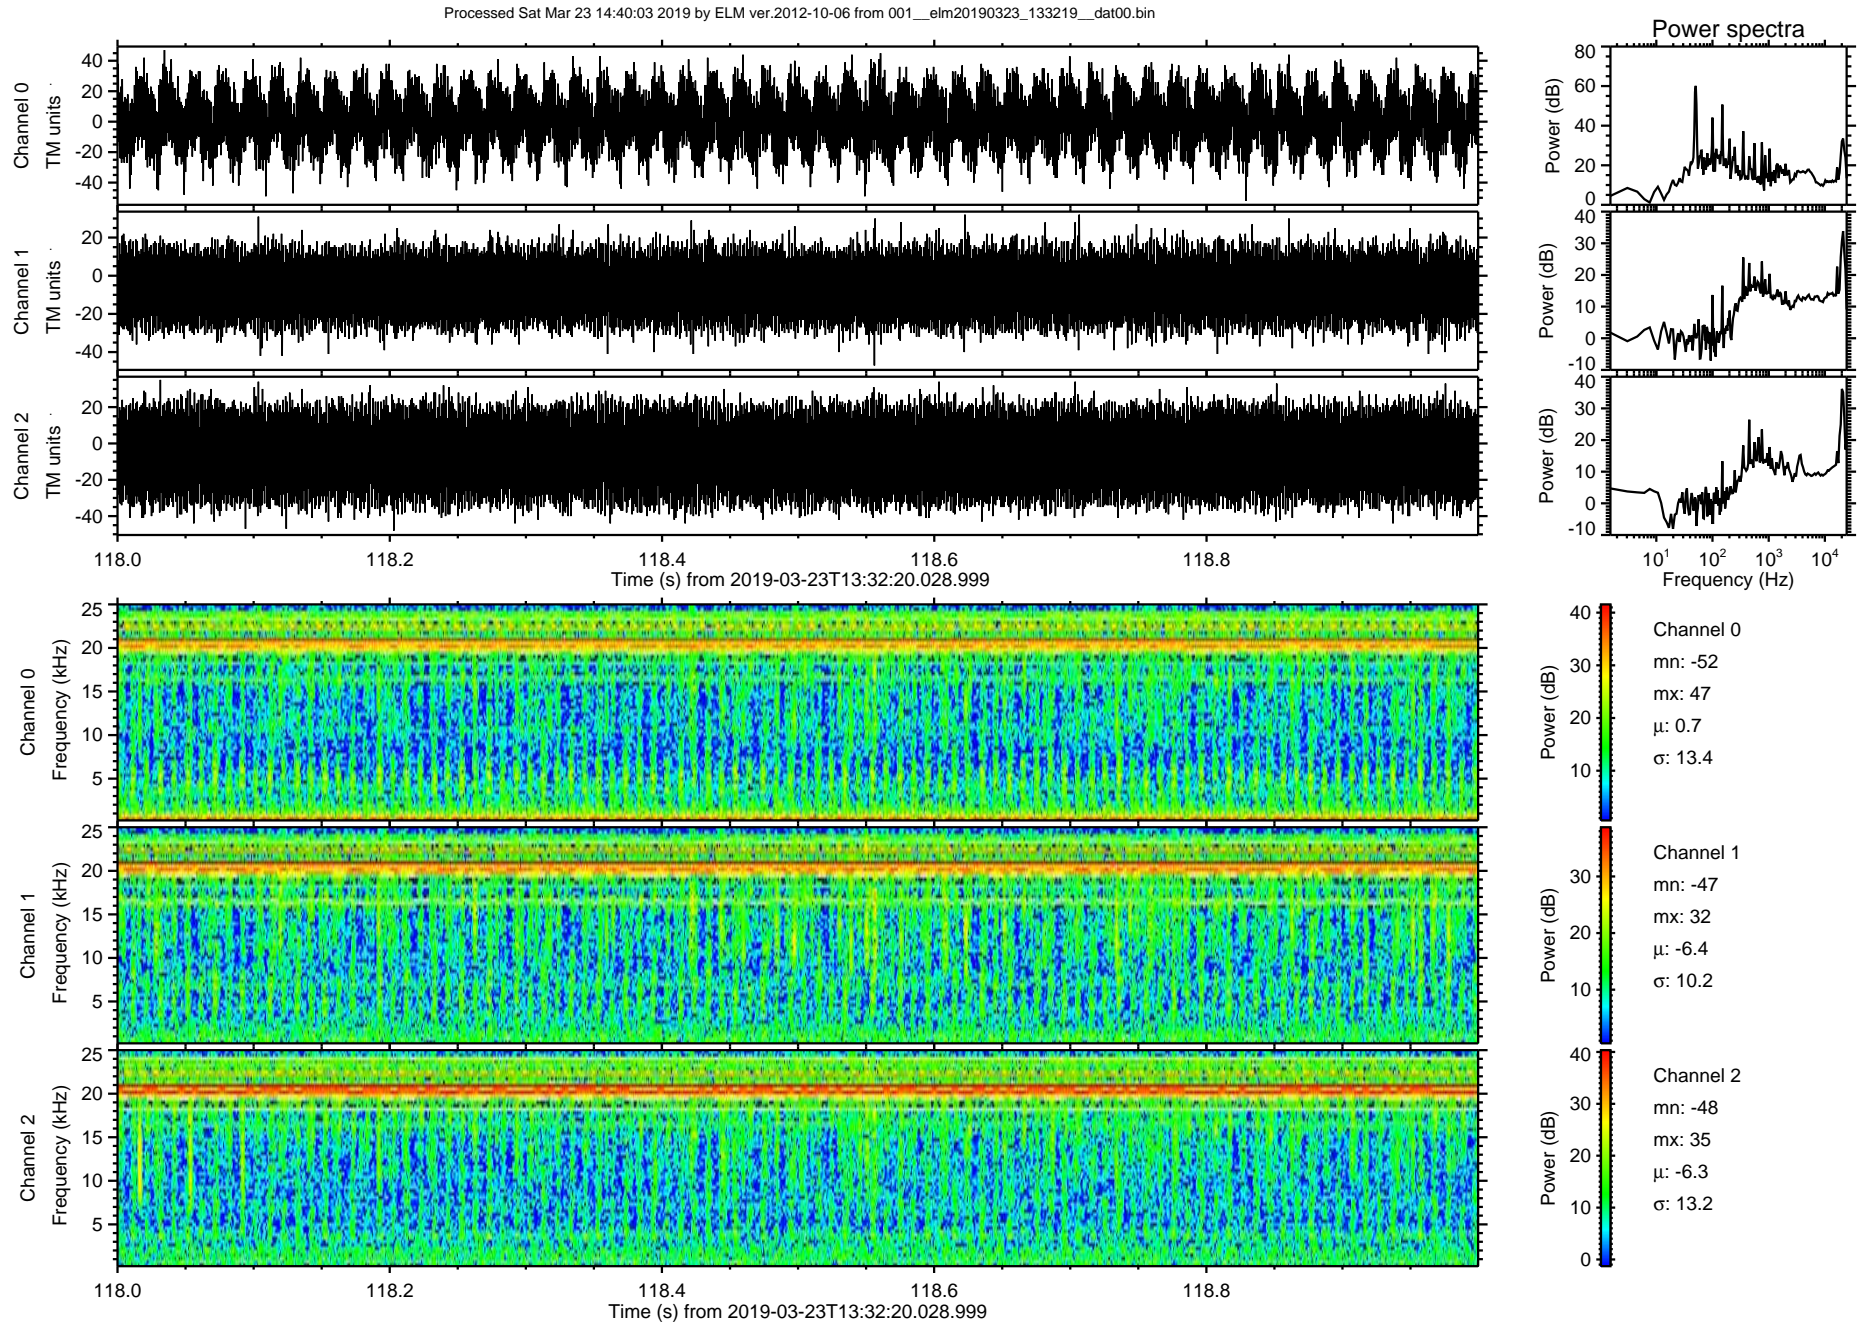 Processed Sat Mar 23 14:40:03 2019 by ELM ver.2012-10-06 from 001__elm20190323_133219__dat00.bin
Power spectra
Channel 0
TM units
40
20
0
-20
-40
Power (dB)
80
60
40
20
0
Channel 1
TM units
20
0
-20
-40
Power (dB)
40
30
20
10
0
-10
Channel 2
TM units
20
0
-20
-40
Power (dB)
40
30
20
10
0
-10
118.0 118.2 118.4 118.6 118.8
Time (s) from 2019-03-23T13:32:20.028.999
10¹ 10² 10³ 10⁴
Frequency (Hz)
Channel 0
Frequency (kHz)
25
20
15
10
5
Power (dB)
40
30
20
10
Channel 0
mn: -52
mx: 47
μ: 0.7
σ: 13.4
Channel 1
Frequency (kHz)
25
20
15
10
5
Power (dB)
30
20
10
Channel 1
mn: -47
mx: 32
μ: -6.4
σ: 10.2
Channel 2
Frequency (kHz)
25
20
15
10
5
Power (dB)
40
30
20
10
0
Channel 2
mn: -48
mx: 35
μ: -6.3
σ: 13.2
118.0 118.2 118.4 118.6 118.8
Time (s) from 2019-03-23T13:32:20.028.999